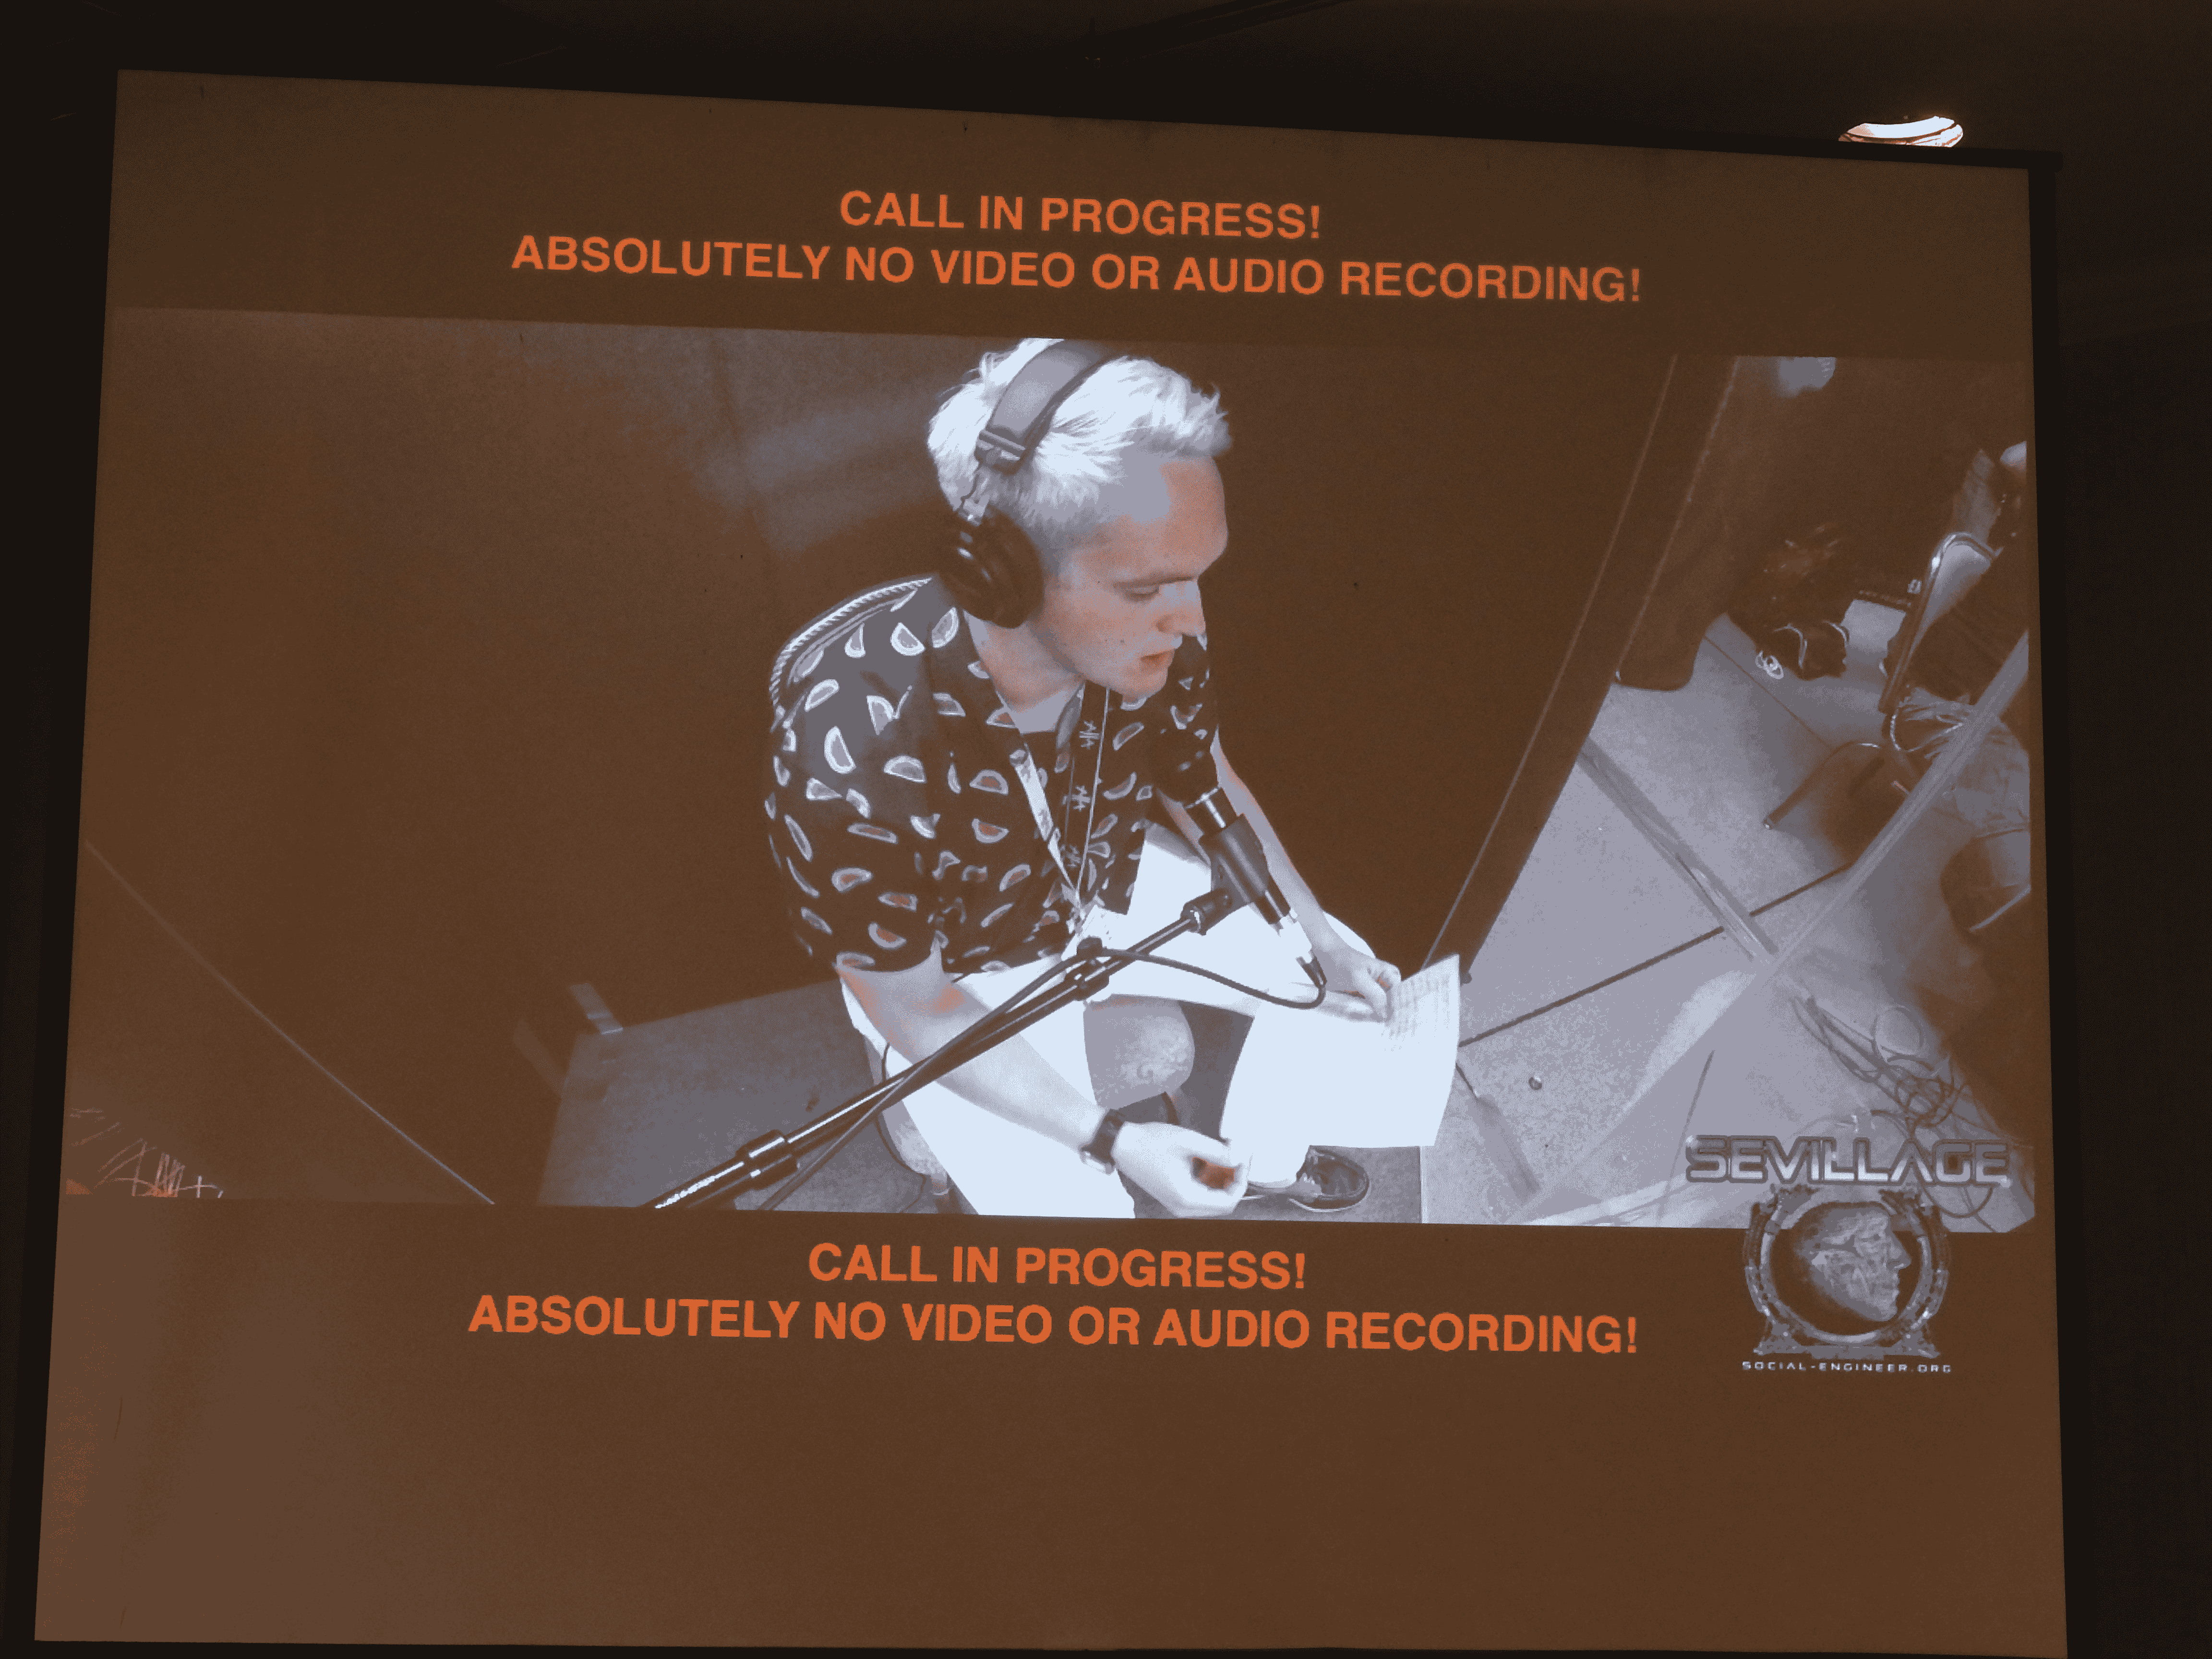 CALL IN PROGRESS!
ABSOLUTELY NO VIDEO OR AUDIO RECORDING!
SEVILLAGE
SOCIAL-ENGINEER.ORG
CALL IN PROGRESS!
ABSOLUTELY NO VIDEO OR AUDIO RECORDING!